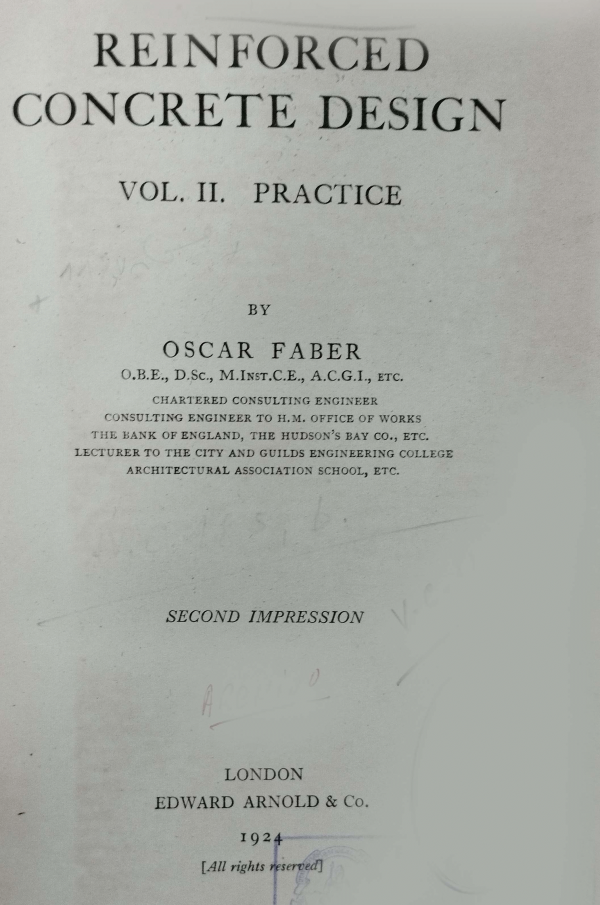 REINFORCED
CONCRETE DESIGN
VOL. II. PRACTICE
BY
OSCAR FABER
O.B.E., D.Sc., M.Inst.C.E., A.C.G.I., ETC.
CHARTERED CONSULTING ENGINEER
CONSULTING ENGINEER TO H.M. OFFICE OF WORKS
THE BANK OF ENGLAND, THE HUDSON'S BAY CO., ETC.
LECTURER TO THE CITY AND GUILDS ENGINEERING COLLEGE
ARCHITECTURAL ASSOCIATION SCHOOL, ETC.
SECOND IMPRESSION
LONDON
EDWARD ARNOLD & Co.
1924
[All rights reserved]